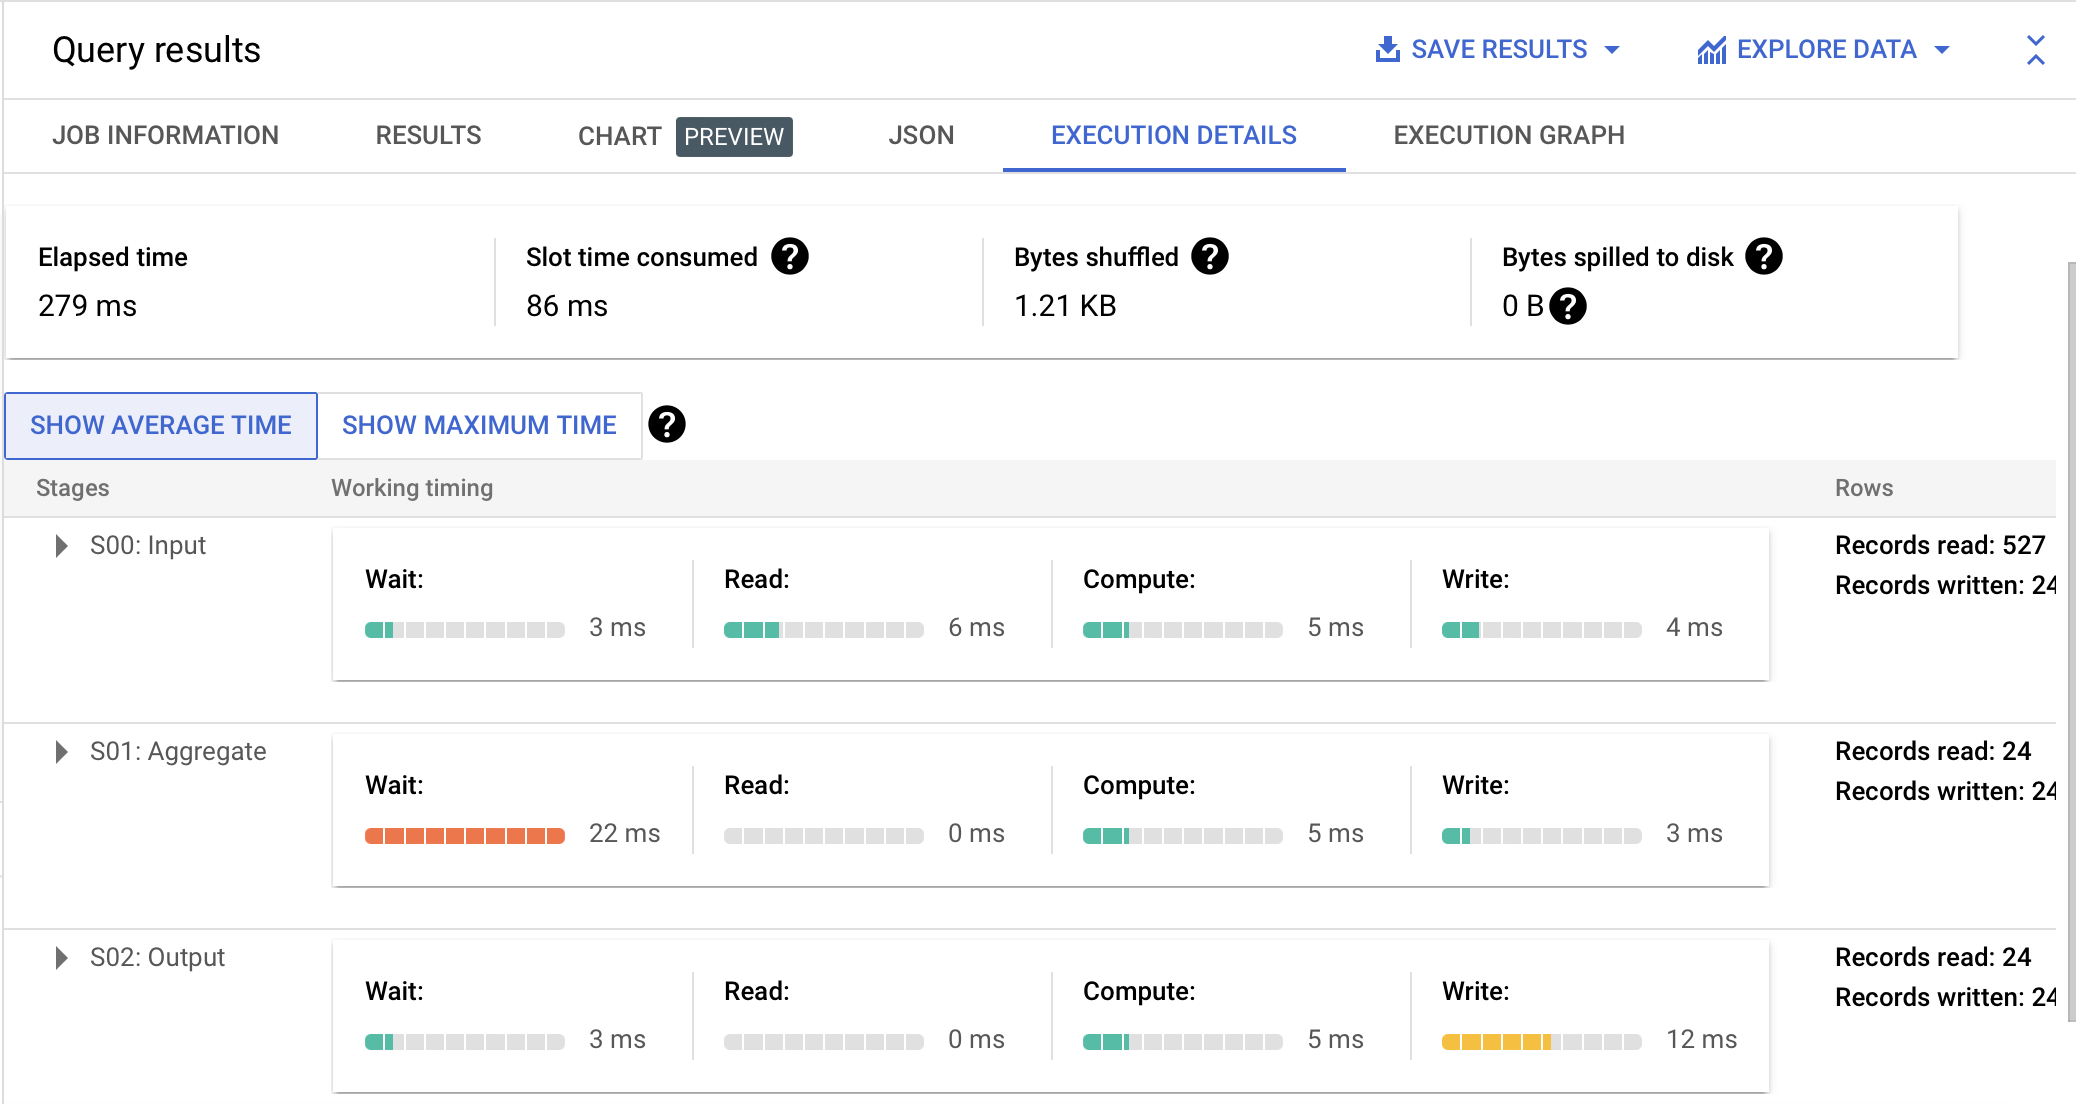 Query results
SAVE RESULTS
EXPLORE DATA
JOB INFORMATION
RESULTS
CHART PREVIEW
JSON
EXECUTION DETAILS
EXECUTION GRAPH
Elapsed time
279 ms
Slot time consumed ?
86 ms
Bytes shuffled ?
1.21 KB
Bytes spilled to disk ?
0 B ?
SHOW AVERAGE TIME
SHOW MAXIMUM TIME
?
Stages
Working timing
Rows
S00: Input
Wait:
3 ms
Read:
6 ms
Compute:
5 ms
Write:
4 ms
Records read: 527
Records written: 24
S01: Aggregate
Wait:
22 ms
Read:
0 ms
Compute:
5 ms
Write:
3 ms
Records read: 24
Records written: 24
S02: Output
Wait:
3 ms
Read:
0 ms
Compute:
5 ms
Write:
12 ms
Records read: 24
Records written: 24